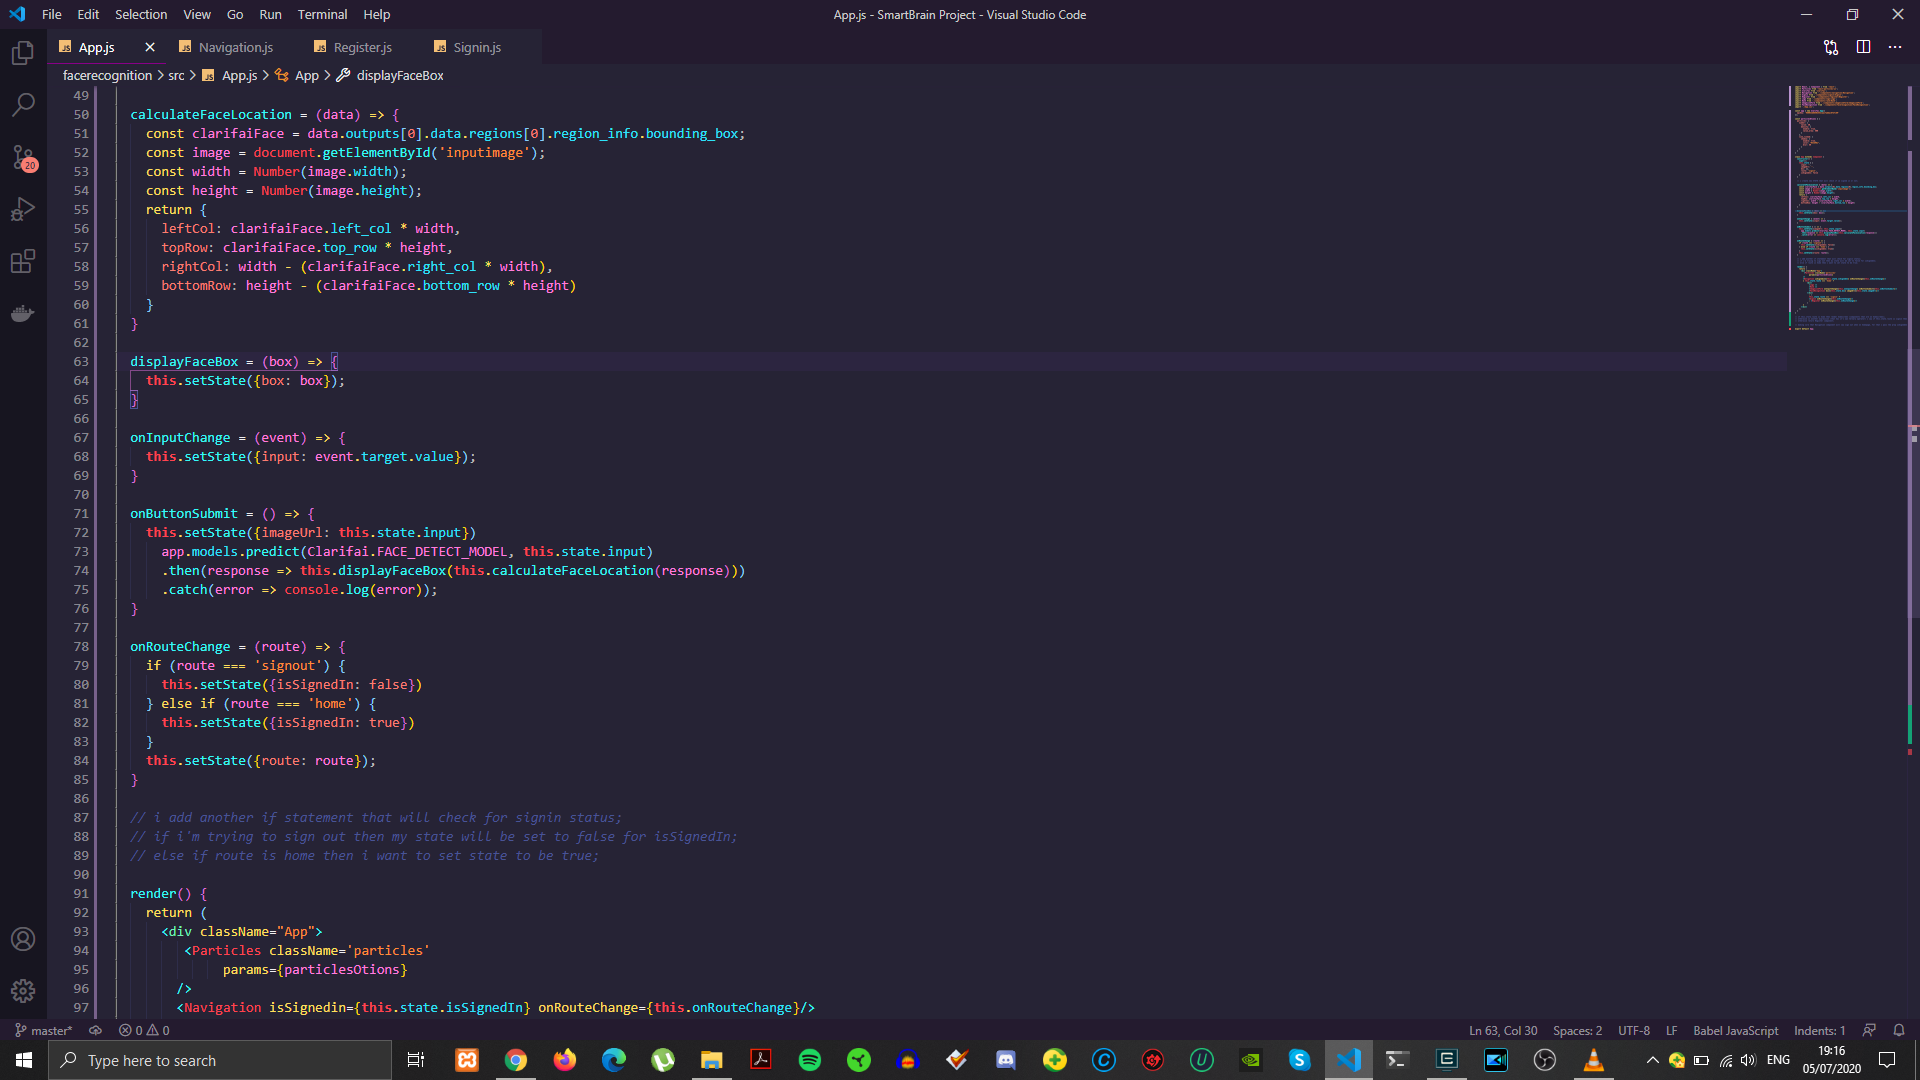 File Edit Selection View Go Run Terminal Help
App.js - SmartBrain Project - Visual Studio Code
JS App.js
JS Navigation.js
JS Register.js
JS Signin.js
facerecognition > src > JS App.js > App > displayFaceBox
49
50 calculateFaceLocation = (data) => {
51 const clarifaiFace = data.outputs[0].data.regions[0].region_info.bounding_box;
52 const image = document.getElementById('inputimage');
53 const width = Number(image.width);
54 const height = Number(image.height);
55 return {
56 leftCol: clarifaiFace.left_col * width,
57 topRow: clarifaiFace.top_row * height,
58 rightCol: width - (clarifaiFace.right_col * width),
59 bottomRow: height - (clarifaiFace.bottom_row * height)
60 }
61 }
62
63 displayFaceBox = (box) => {
64 this.setState({box: box});
65 }
66
67 onInputChange = (event) => {
68 this.setState({input: event.target.value});
69 }
70
71 onButtonSubmit = () => {
72 this.setState({imageUrl: this.state.input})
73 app.models.predict(Clarifai.FACE_DETECT_MODEL, this.state.input)
74 .then(response => this.displayFaceBox(this.calculateFaceLocation(response)))
75 .catch(error => console.log(error));
76 }
77
78 onRouteChange = (route) => {
79 if (route === 'signout') {
80 this.setState({isSignedIn: false})
81 } else if (route === 'home') {
82 this.setState({isSignedIn: true})
83 }
84 this.setState({route: route});
85 }
86
87 // i add another if statement that will check for signin status;
88 // if i'm trying to sign out then my state will be set to false for isSignedIn;
89 // else if route is home then i want to set state to be true;
90
91 render() {
92 return (
93 <div className="App">
94 <Particles className='particles'
95 params={particlesOtions}
96 />
97 <Navigation isSignedin={this.state.isSignedIn} onRouteChange={this.onRouteChange}/>
20
master* 0 0
Ln 63, Col 30 Spaces: 2 UTF-8 LF Babel JavaScript Indents: 1
Type here to search
ENG
19:16
05/07/2020